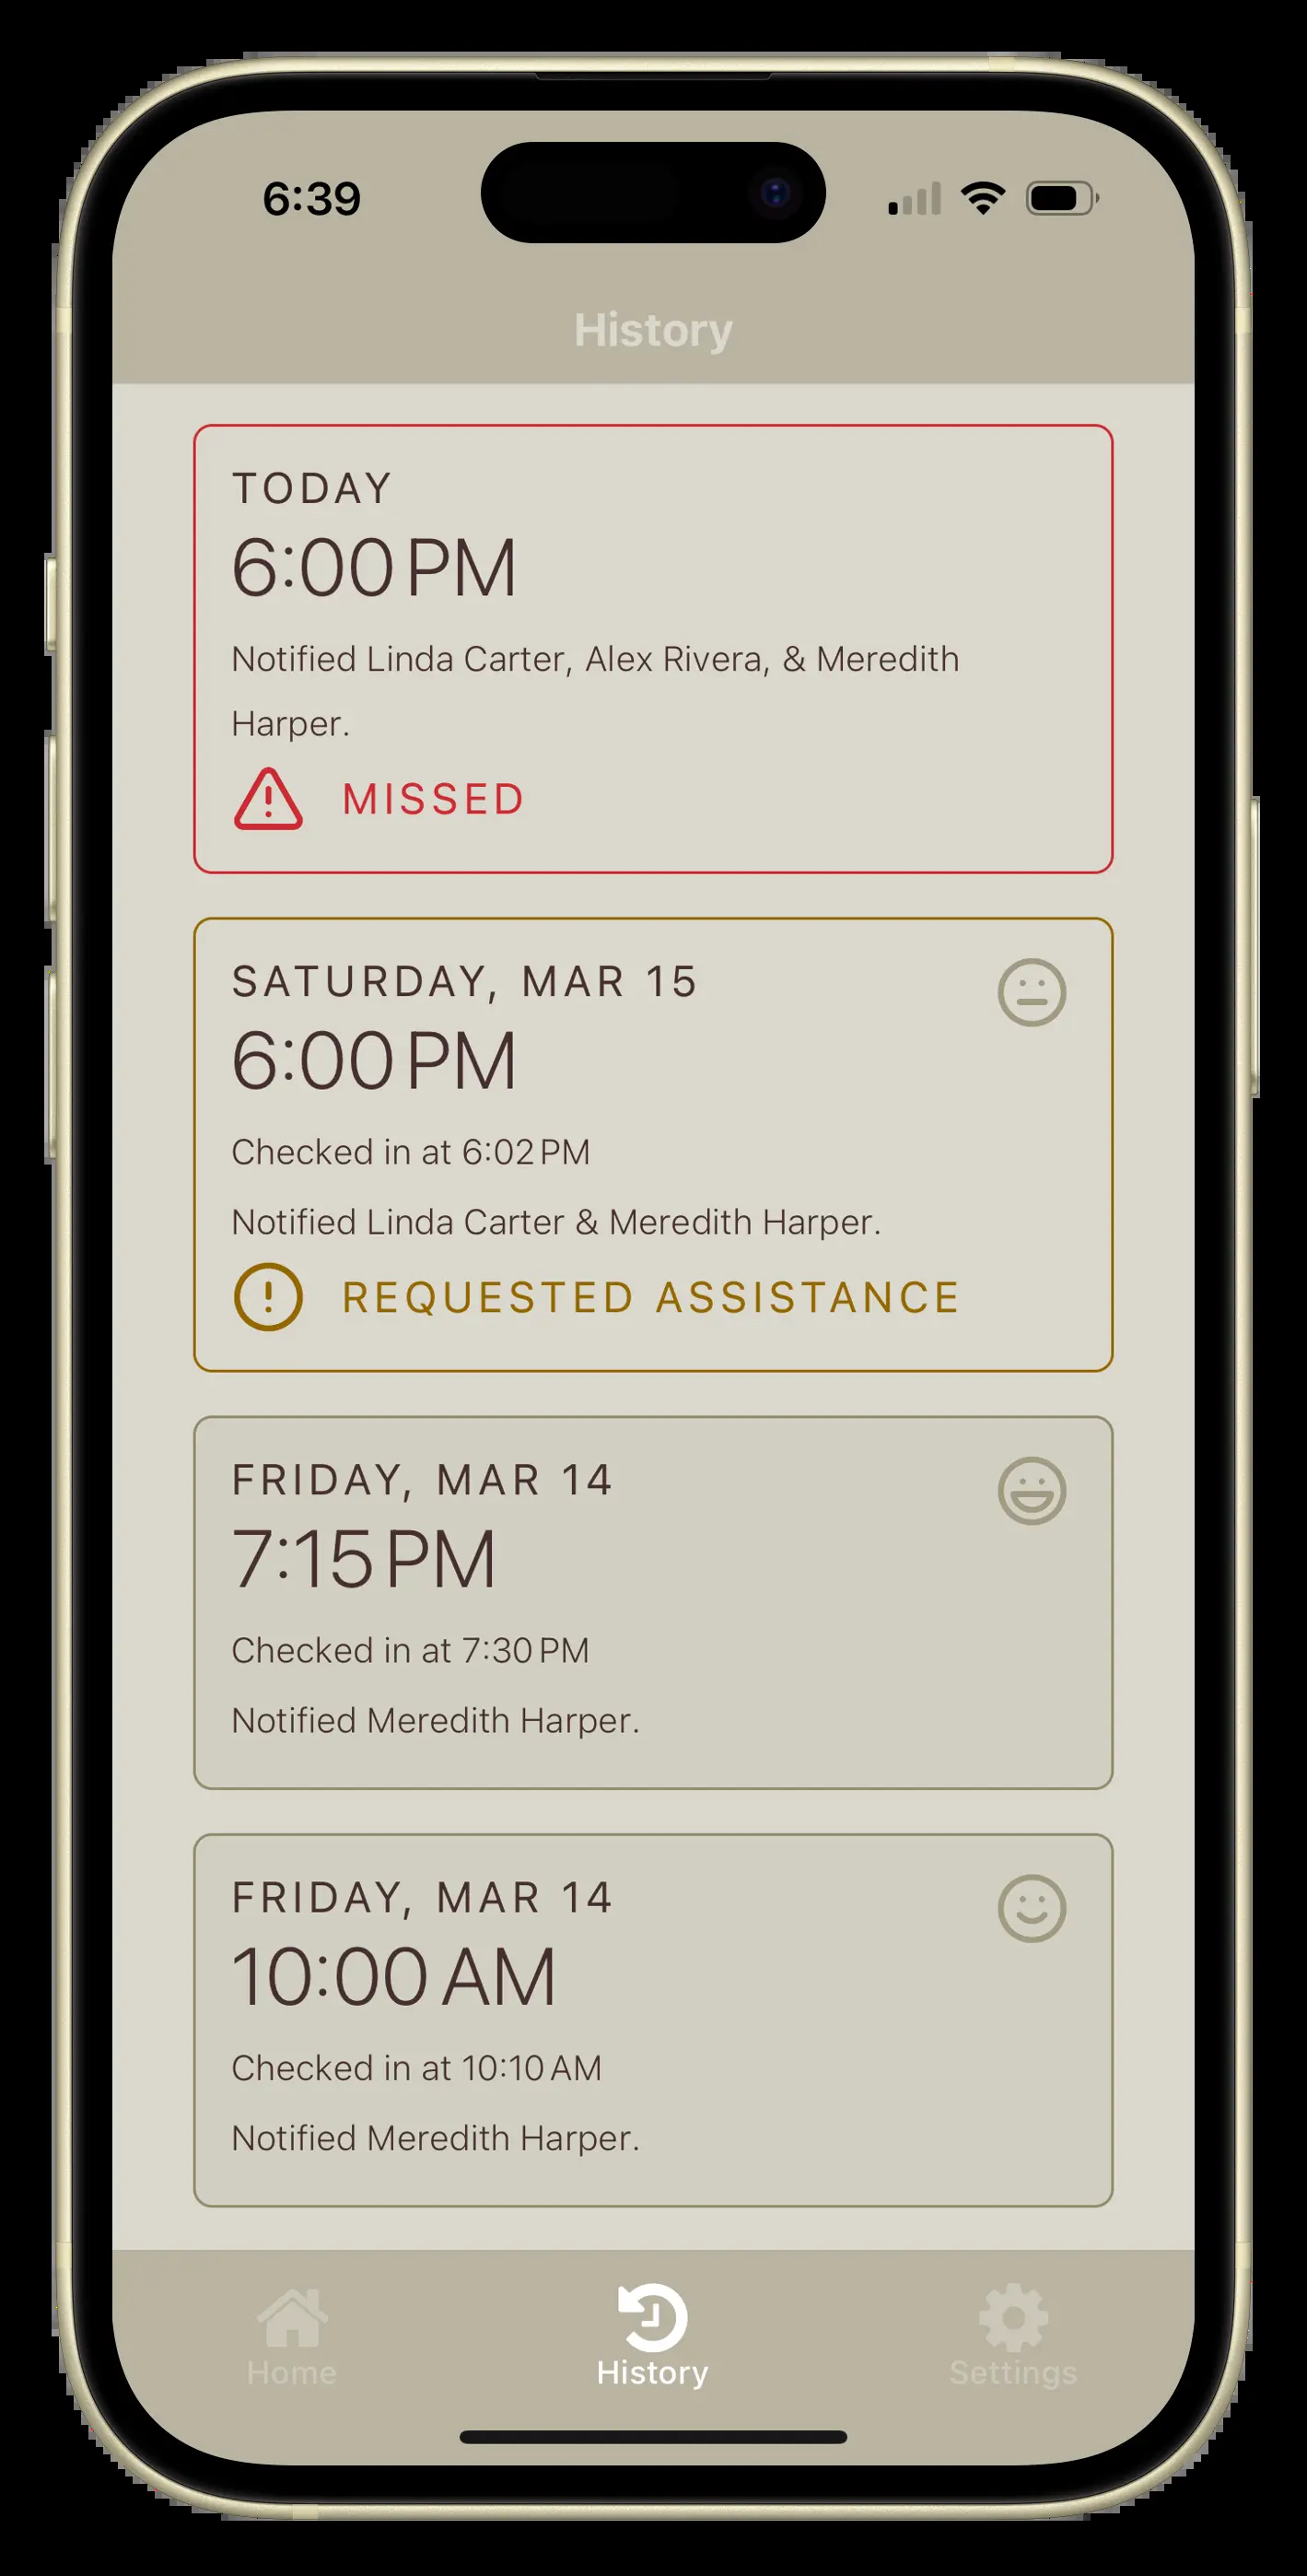 6:39
History
TODAY
6:00 PM
Notified Linda Carter, Alex Rivera, & Meredith
Harper.
MISSED
SATURDAY, MAR 15
6:00 PM
Checked in at 6:02 PM
Notified Linda Carter & Meredith Harper.
REQUESTED ASSISTANCE
FRIDAY, MAR 14
7:15 PM
Checked in at 7:30 PM
Notified Meredith Harper.
FRIDAY, MAR 14
10:00 AM
Checked in at 10:10 AM
Notified Meredith Harper.
Home
History
Settings